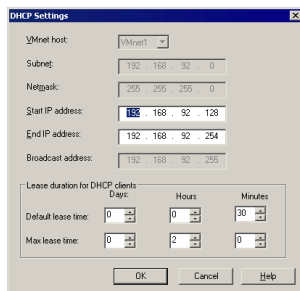 DHCP Settings
VMnet host: VMnet1
Subnet: 192 . 168 . 92 . 0
Netmask: 255 . 255 . 255 . 0
Start IP address: 192 . 168 . 92 . 128
End IP address: 192 . 168 . 92 . 254
Broadcast address: 192 . 168 . 92 . 255
Lease duration for DHCP clients
Days: Hours Minutes
Default lease time: 0 0 30
Max lease time: 0 2 0
OK Cancel Help